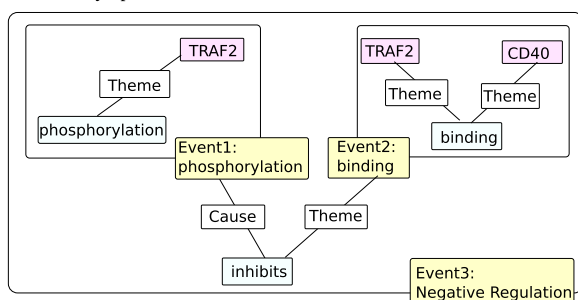 TRAF2
Theme
phosphorylation
TRAF2
CD40
Theme
Theme
binding
Event1:
phosphorylation
Event2:
binding
Cause
Theme
inhibits
Event3:
Negative Regulation